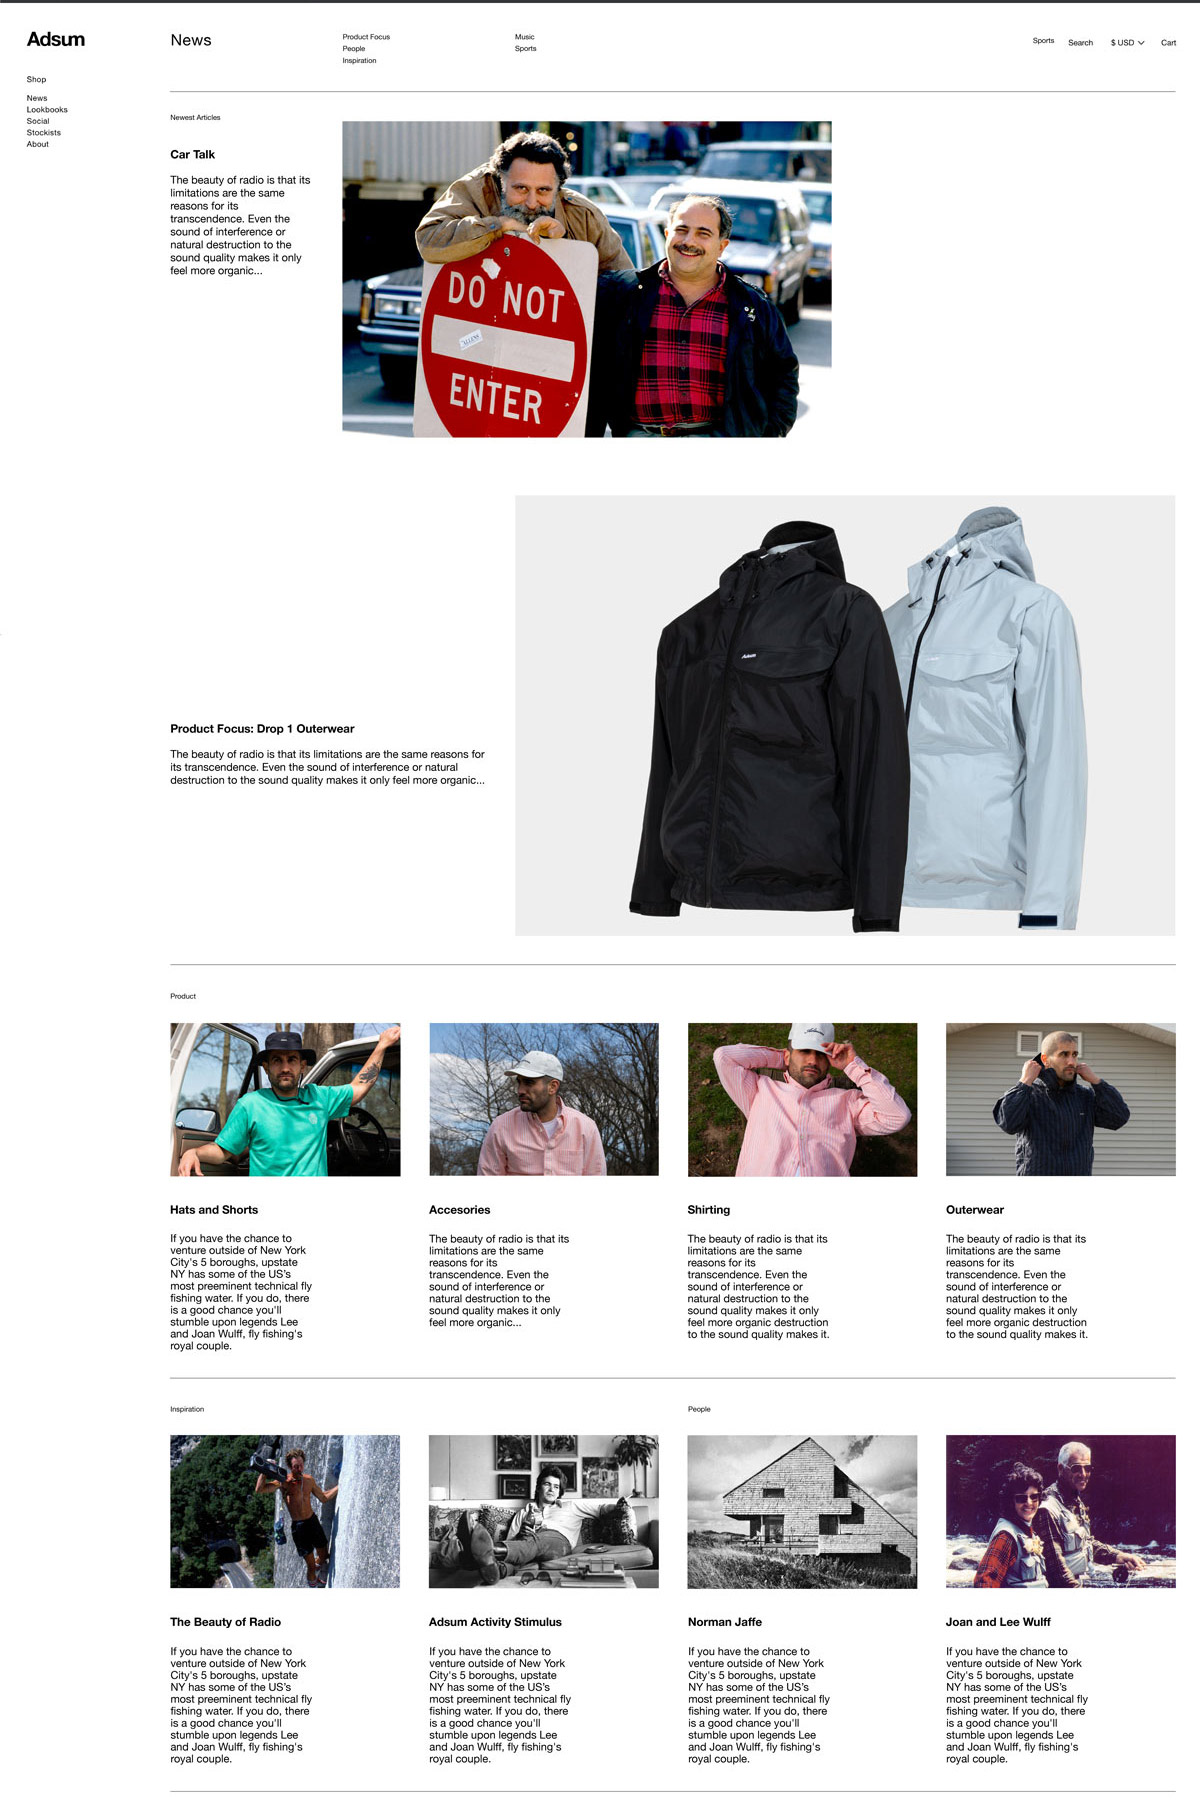 Adsum
News
Product Focus
People
Inspiration
Music
Sports
Sports
Search
$ USD
Cart
Shop
News
Lookbooks
Social
Stockists
About
Newest Articles
Car Talk
The beauty of radio is that its
limitations are the same
reasons for its
transcendence. Even the
sound of interference or
natural destruction to the
sound quality makes it only
feel more organic...
DO NOT
ENTER
Adsum
Product Focus: Drop 1 Outerwear
The beauty of radio is that its limitations are the same reasons for
its transcendence. Even the sound of interference or natural
destruction to the sound quality makes it only feel more organic...
Product
Hats and Shorts
If you have the chance to
venture outside of New York
City's 5 boroughs, upstate
NY has some of the US's
most preeminent technical fly
fishing water. If you do, there
is a good chance you'll
stumble upon legends Lee
and Joan Wulff, fly fishing's
royal couple.
Accesories
The beauty of radio is that its
limitations are the same
reasons for its
transcendence. Even the
sound of interference or
natural destruction to the
sound quality makes it only
feel more organic...
Shirting
The beauty of radio is that its
limitations are the same
reasons for its
transcendence. Even the
sound of interference or
natural destruction to the
sound quality makes it only
feel more organic destruction
to the sound quality makes it.
Outerwear
The beauty of radio is that its
limitations are the same
reasons for its
transcendence. Even the
sound of interference or
natural destruction to the
sound quality makes it only
feel more organic destruction
to the sound quality makes it.
Inspiration
The Beauty of Radio
If you have the chance to
venture outside of New York
City's 5 boroughs, upstate
NY has some of the US's
most preeminent technical fly
fishing water. If you do, there
is a good chance you'll
stumble upon legends Lee
and Joan Wulff, fly fishing's
royal couple.
Adsum Activity Stimulus
If you have the chance to
venture outside of New York
City's 5 boroughs, upstate
NY has some of the US's
most preeminent technical fly
fishing water. If you do, there
is a good chance you'll
stumble upon legends Lee
and Joan Wulff, fly fishing's
royal couple.
People
Norman Jaffe
If you have the chance to
venture outside of New York
City's 5 boroughs, upstate
NY has some of the US's
most preeminent technical fly
fishing water. If you do, there
is a good chance you'll
stumble upon legends Lee
and Joan Wulff, fly fishing's
royal couple.
Joan and Lee Wulff
If you have the chance to
venture outside of New York
City's 5 boroughs, upstate
NY has some of the US's
most preeminent technical fly
fishing water. If you do, there
is a good chance you'll
stumble upon legends Lee
and Joan Wulff, fly fishing's
royal couple.